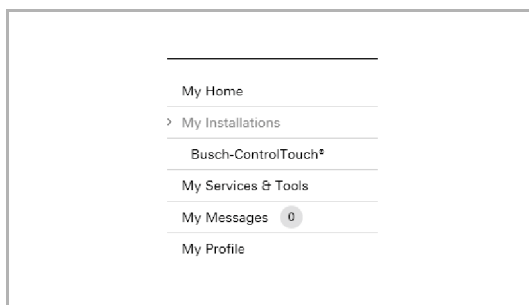 My Home
> My Installations
Busch-ControlTouch®
My Services & Tools
My Messages 0
My Profile